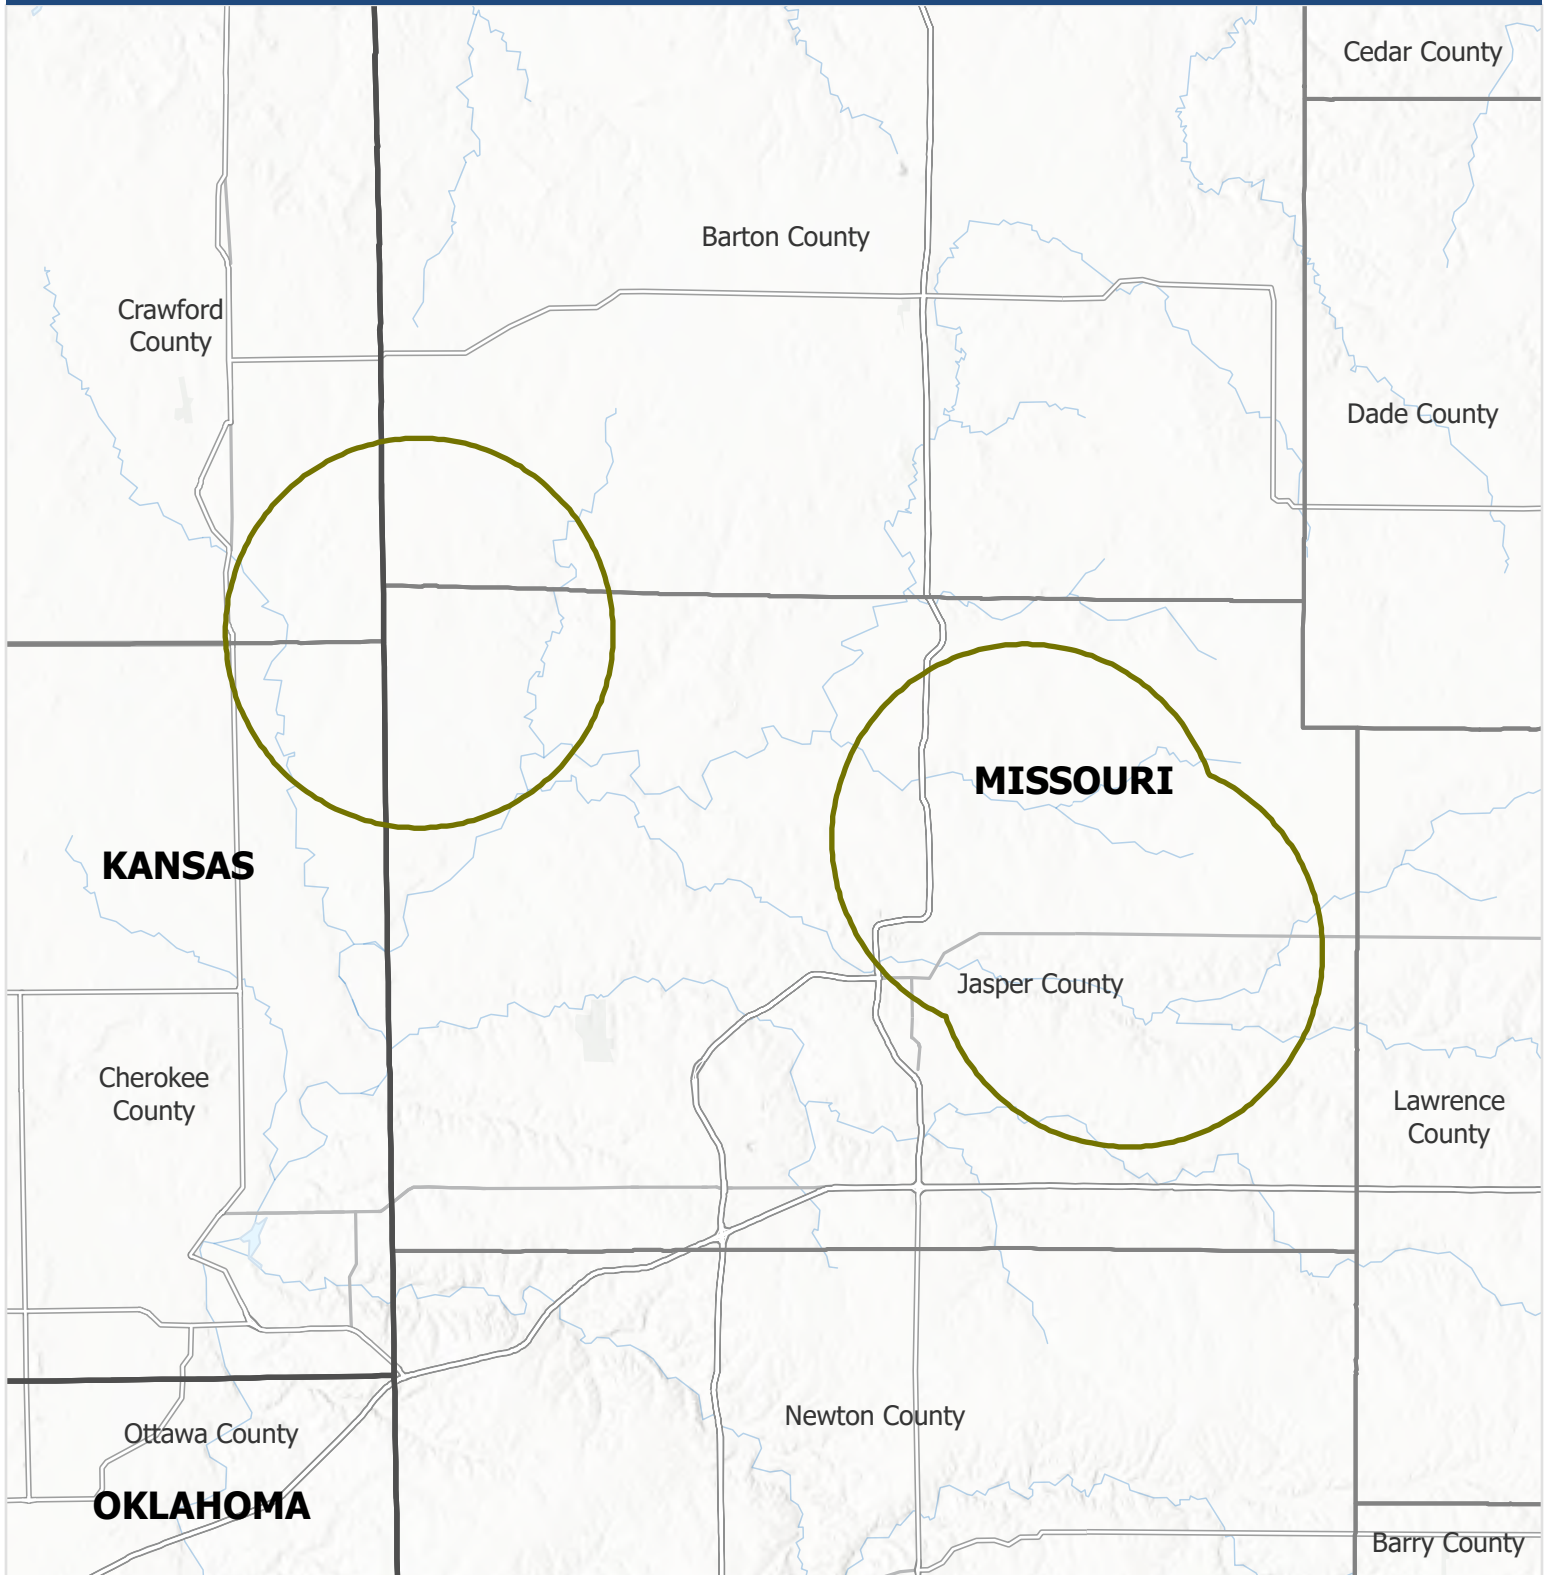 Cedar County
Barton County
Crawford
County
Dade County
MISSOURI
KANSAS
Jasper County
Cherokee
County
Lawrence
County
Newton County
Ottawa County
OKLAHOMA
Barry County